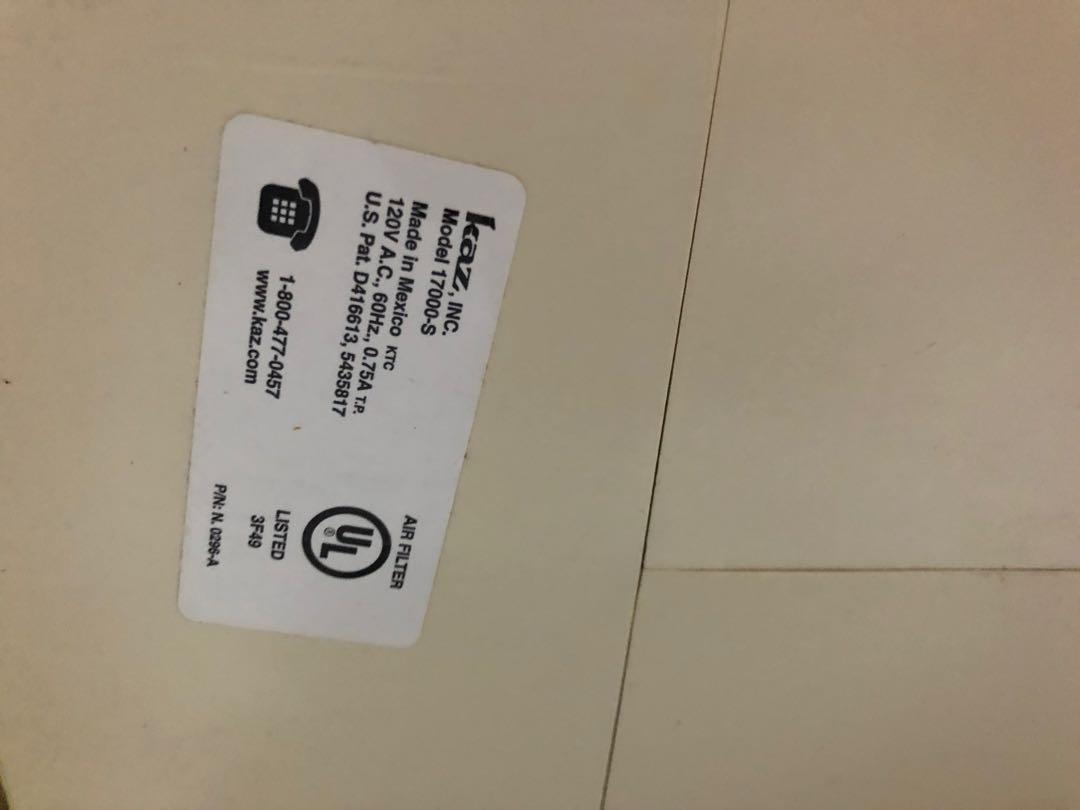 kaz, INC.
Model 17000-S
Made in Mexico KTC
120V A.C., 60Hz., 0.75A T.P.
U.S. Pat. D416613, 5435817
1-800-477-0457
www.kaz.com
AIR FILTER
UL ®
LISTED
3F49
P/N: N. 0296-A